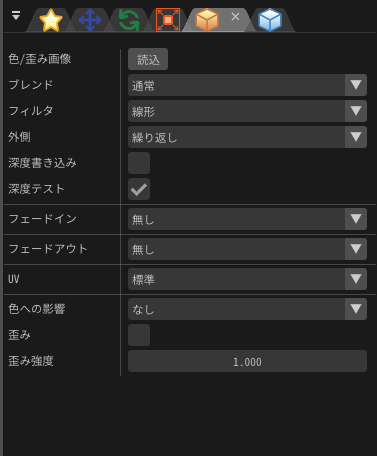 色/歪み画像 読込
ブレンド 通常
フィルタ 線形
外側 繰り返し
深度書き込み
深度テスト
フェードイン 無し
フェードアウト 無し
UV 標準
色への影響 なし
歪み
歪み強度 1.000